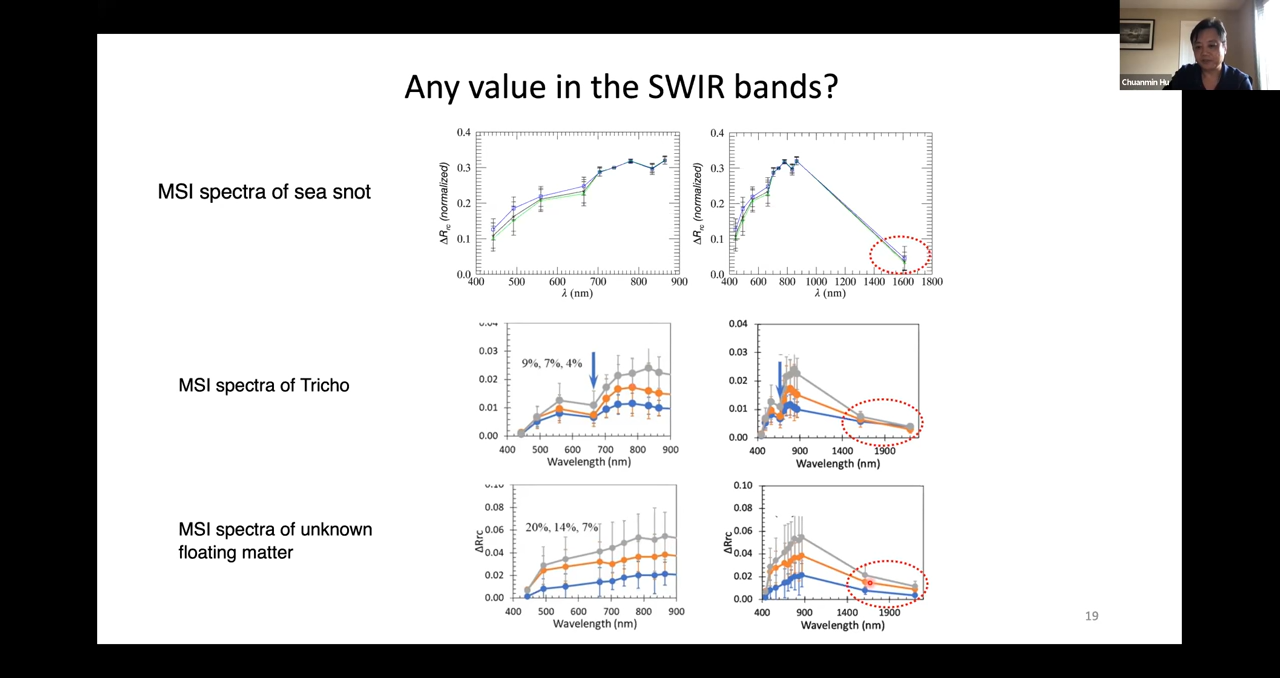 Any value in the SWIR bands?
Chuanmin Hu
MSI spectra of sea snot
ΔRrc (normalized)
0.4
0.3
0.2
0.1
0.0
400 500 600 700 800 900
λ (nm)
ΔRrc (normalized)
0.4
0.3
0.2
0.1
0.0
400 600 800 1000 1200 1400 1600 1800
λ (nm)
MSI spectra of Tricho
0.04
0.03
0.02
0.01
0.00
9%, 7%, 4%
400 500 600 700 800 900
Wavelength (nm)
0.04
0.03
0.02
0.01
0.00
400 900 1400 1900
Wavelength (nm)
MSI spectra of unknown
floating matter
ΔRrc
0.10
0.08
0.06
0.04
0.02
0.00
20%, 14%, 7%
400 500 600 700 800 900
Wavelength (nm)
ΔRrc
0.10
0.08
0.06
0.04
0.02
0.00
400 900 1400 1900
Wavelength (nm)
19